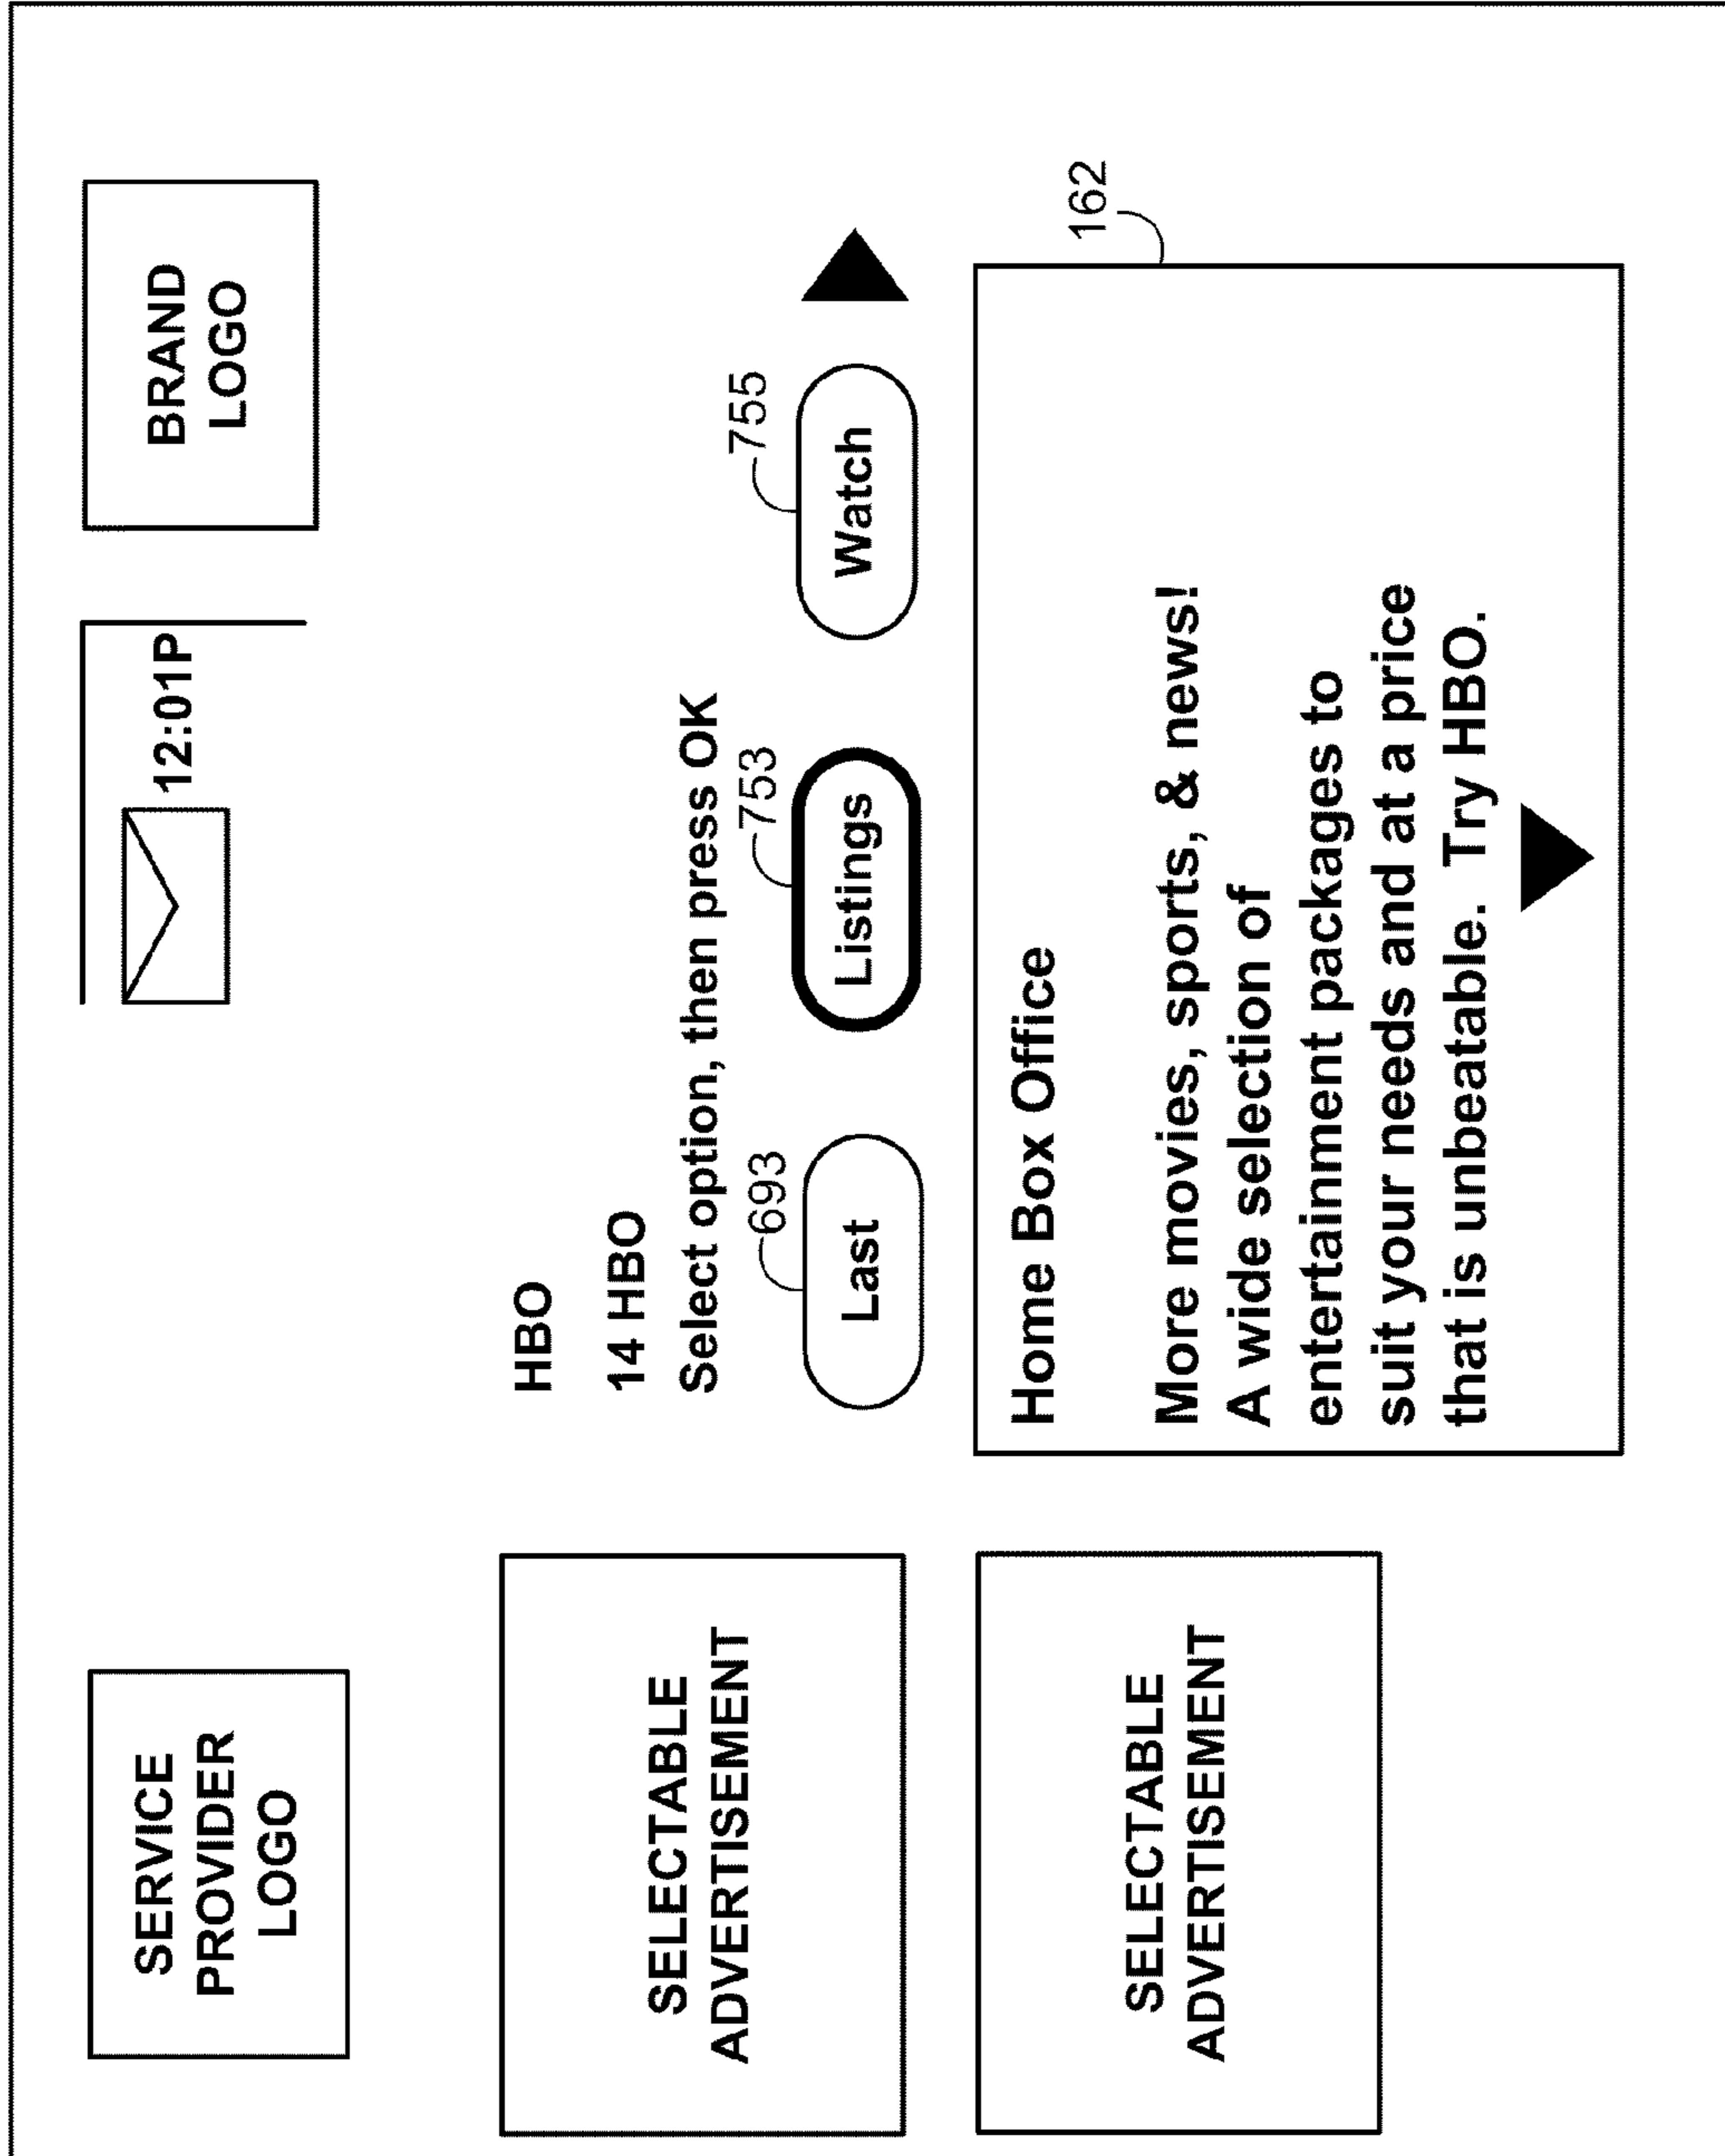 SERVICE
PROVIDER
LOGO
12:01P
BRAND
LOGO
SELECTABLE
ADVERTISEMENT
HBO
14 HBO
Select option, then press OK
693
753
755
Last
Listings
Watch
SELECTABLE
ADVERTISEMENT
162
Home Box Office
More movies, sports, & news!
A wide selection of
entertainment packages to
suit your needs and at a price
that is unbeatable. Try HBO.